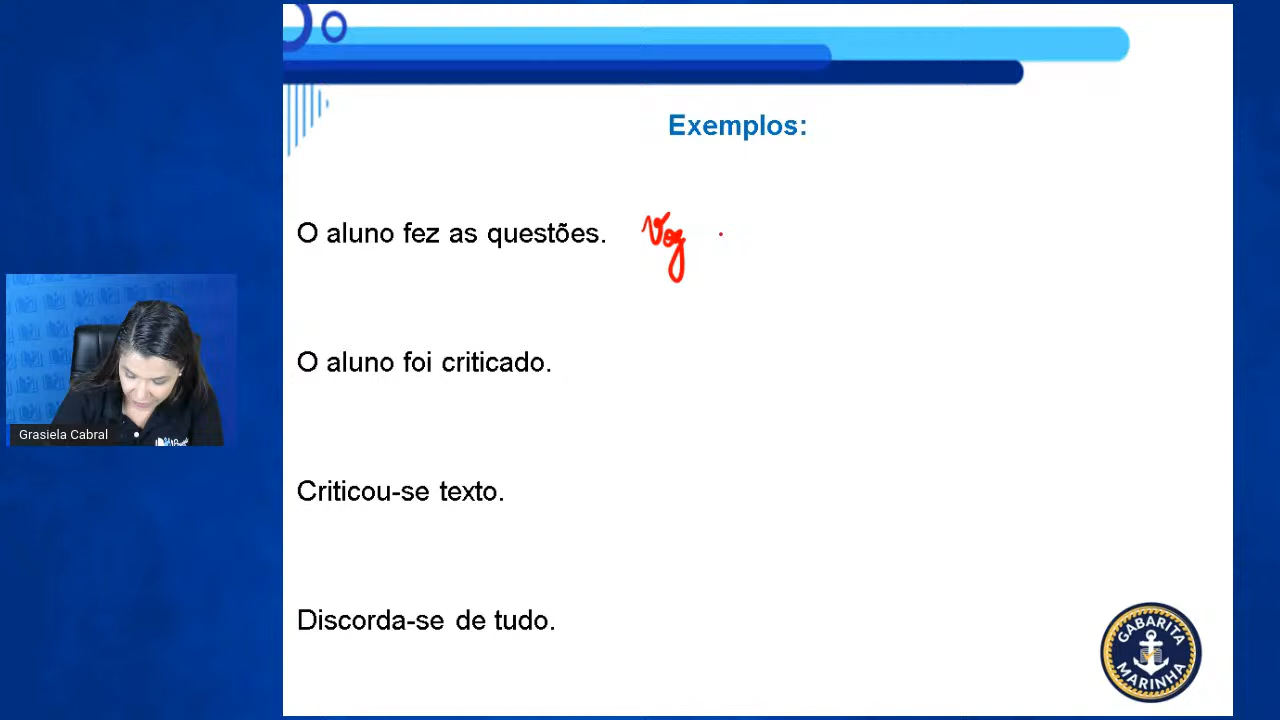 Exemplos:
O aluno fez as questões. Voz
O aluno foi criticado.
Criticou-se texto.
Discorda-se de tudo.
Grasiela Cabral
GABARITA
MARINHA